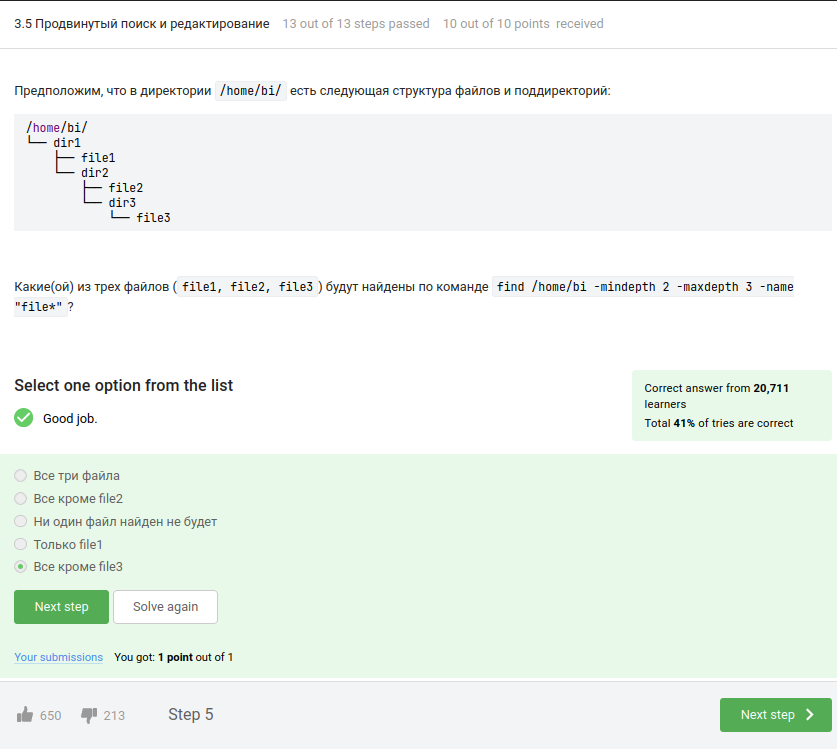 3.5 Продвинутый поиск и редактирование 13 out of 13 steps passed 10 out of 10 points received
Предположим, что в директории /home/bi/ есть следующая структура файлов и поддиректорий:
/home/bi/
└── dir1
    ├── file1
    └── dir2
        ├── file2
        └── dir3
            └── file3
Какие(ой) из трех файлов ( file1, file2, file3 ) будут найдены по команде find /home/bi -mindepth 2 -maxdepth 3 -name
"file*" ?
Select one option from the list
Good job.
Correct answer from 20,711
learners
Total 41% of tries are correct
Все три файла
Все кроме file2
Ни один файл найден не будет
Только file1
Все кроме file3
Next step Solve again
Your submissions You got: 1 point out of 1
650 213 Step 5 Next step